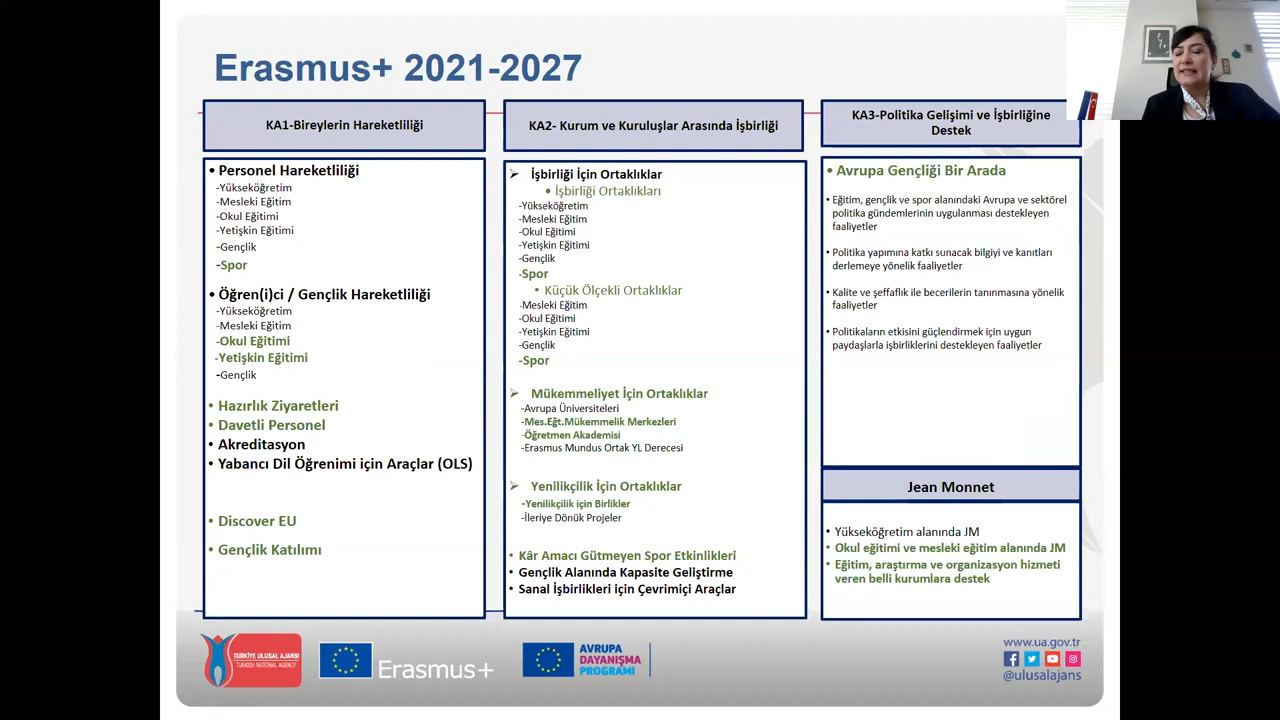 Erasmus+ 2021-2027
KA1-Bireylerin Hareketliliği
• Personel Hareketliliği
-Yükseköğretim
-Mesleki Eğitim
-Okul Eğitimi
-Yetişkin Eğitimi
-Gençlik
-Spor
• Öğren(i)ci / Gençlik Hareketliliği
-Yükseköğretim
-Mesleki Eğitim
-Okul Eğitimi
-Yetişkin Eğitimi
-Gençlik
• Hazırlık Ziyaretleri
• Davetli Personel
• Akreditasyon
• Yabancı Dil Öğrenimi için Araçlar (OLS)
• Discover EU
• Gençlik Katılımı
KA2- Kurum ve Kuruluşlar Arasında İşbirliği
➢ İşbirliği İçin Ortaklıklar
• İşbirliği Ortaklıkları
-Yükseköğretim
-Mesleki Eğitim
-Okul Eğitimi
-Yetişkin Eğitimi
-Gençlik
-Spor
• Küçük Ölçekli Ortaklıklar
-Mesleki Eğitim
-Okul Eğitimi
-Yetişkin Eğitimi
-Gençlik
-Spor
➢ Mükemmeliyet İçin Ortaklıklar
-Avrupa Üniversiteleri
-Mes.Eğt.Mükemmelik Merkezleri
-Öğretmen Akademisi
-Erasmus Mundus Ortak YL Derecesi
➢ Yenilikçilik İçin Ortaklıklar
-Yenilikçilik için Birlikler
-İleriye Dönük Projeler
• Kâr Amacı Gütmeyen Spor Etkinlikleri
• Gençlik Alanında Kapasite Geliştirme
• Sanal İşbirlikleri için Çevrimiçi Araçlar
KA3-Politika Gelişimi ve İşbirliğine
Destek
• Avrupa Gençliği Bir Arada
• Eğitim, gençlik ve spor alanındaki Avrupa ve sektörel
politika gündemlerinin uygulanması destekleyen
faaliyetler
• Politika yapımına katkı sunacak bilgiyi ve kanıtları
derlemeye yönelik faaliyetler
• Kalite ve şeffaflık ile becerilerin tanınmasına yönelik
faaliyetler
• Politikaların etkisini güçlendirmek için uygun
paydaşlarla işbirliklerini destekleyen faaliyetler
Jean Monnet
• Yükseköğretim alanında JM
• Okul eğitimi ve mesleki eğitim alanında JM
• Eğitim, araştırma ve organizasyon hizmeti
veren belli kurumlara destek
TÜRKİYE ULUSAL AJANSI
TURKISH NATIONAL AGENCY
Erasmus+
AVRUPA
DAYANIŞMA
PROGRAMI
www.ua.gov.tr
@ulusalajans